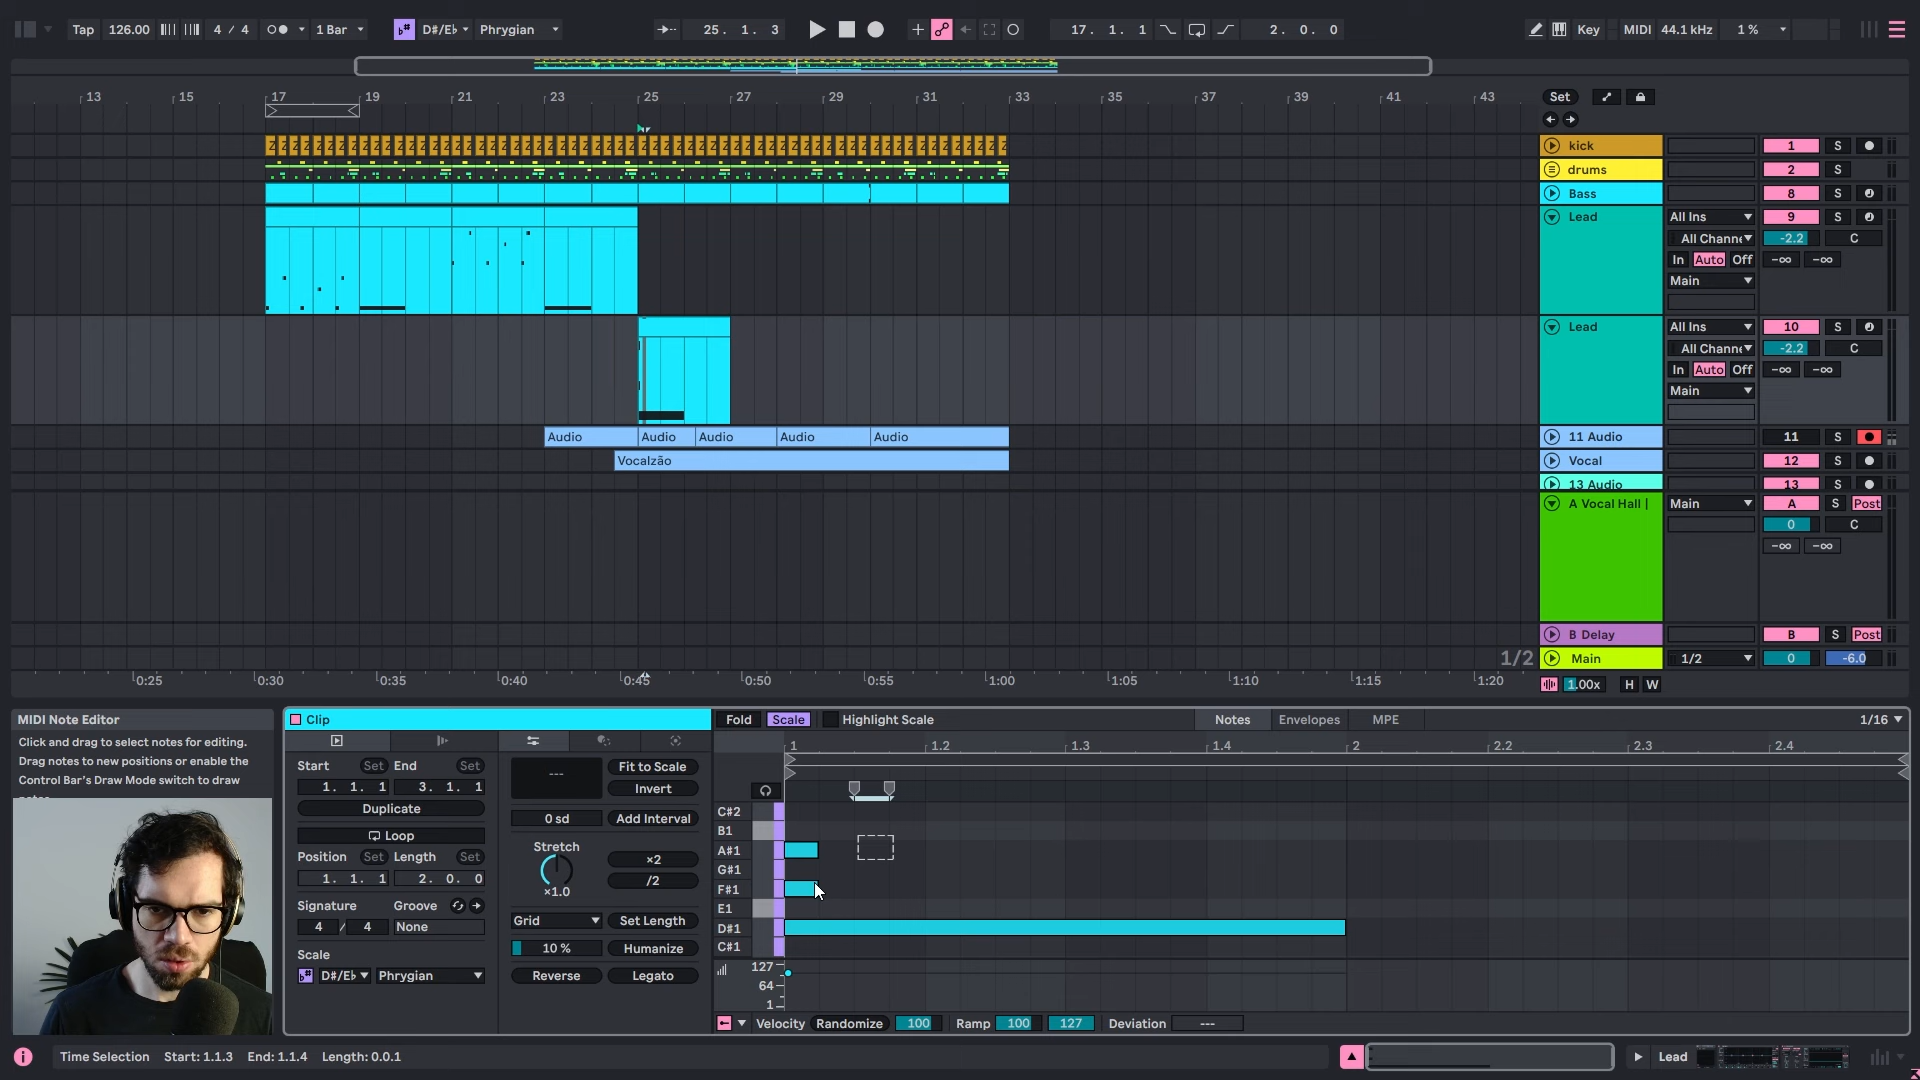 Tap 126.00 4 / 4 1 Bar D#/Eb Phrygian 25. 1. 3 17. 1. 1 2. 0. 0 Key MIDI 44.1 kHz 1 %
13 15 17 19 21 23 25 27 29 31 33 35 37 39 41 43 Set
kick 1 S
drums 2 S
Bass 8 S
Lead All Ins 9 S
All Channe -2.2 C
In Auto Off -∞ -∞
Main
Lead All Ins 10 S
All Channe -2.2 C
In Auto Off -∞ -∞
Main
Audio Audio Audio Audio Audio 11 Audio 11 S
Vocalzão Vocal 12 S
13 Audio 13 S
A Vocal Hall | Main A S Post
0 C
-∞ -∞
B Delay B S Post
1/2 Main 1/2 0 -6.0
0:25 0:30 0:35 0:40 0:45 0:50 0:55 1:00 1:05 1:10 1:15 1:20 1.00x H W
MIDI Note Editor
Click and drag to select notes for editing.
Drag notes to new positions or enable the
Control Bar's Draw Mode switch to draw
Clip
Start Set End Set
1. 1. 1 3. 1. 1
Duplicate
Loop
Position Set Length Set
1. 1. 1 2. 0. 0
Signature Groove
4 / 4 None
Scale
D#/Eb Phrygian
--- Fit to Scale
Invert
0 sd Add Interval
Stretch
×1.0
×2
/2
Grid Set Length
10 % Humanize
Reverse Legato
Fold Scale Highlight Scale Notes Envelopes MPE 1/16
1 1.2 1.3 1.4 2 2.2 2.3 2.4
C#2
B1
A#1
G#1
F#1
E1
D#1
C#1
127
64
1
Velocity Randomize 100 Ramp 100 127 Deviation ---
Time Selection Start: 1.1.3 End: 1.1.4 Length: 0.0.1 Lead